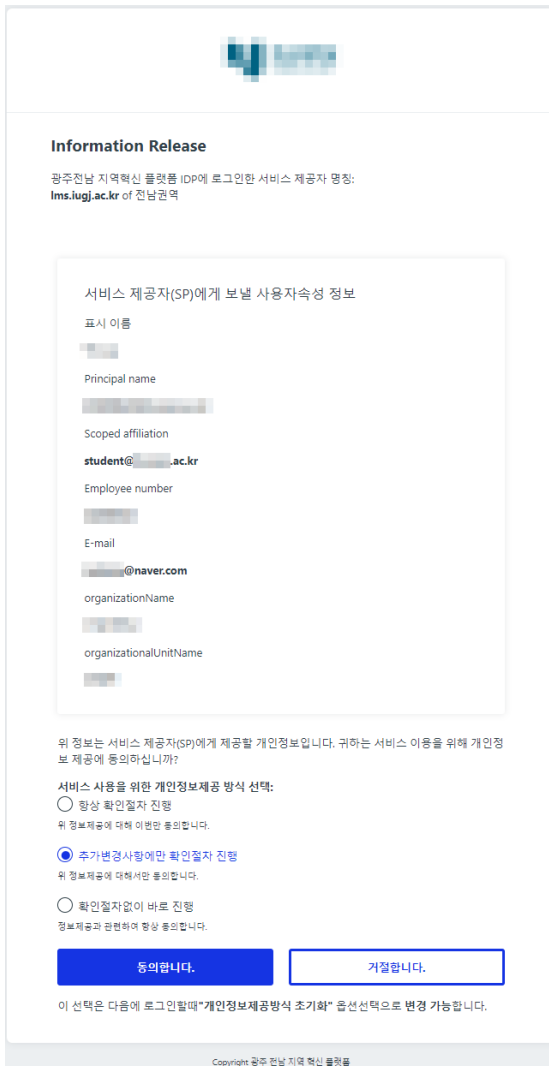 Information Release
광주전남 지역혁신 플랫폼 IDP에 로그인한 서비스 제공자 명칭:
lms.iugj.ac.kr of 전남권역
서비스 제공자(SP)에게 보낼 사용자속성 정보
표시 이름
Principal name
Scoped affiliation
student@ .ac.kr
Employee number
E-mail
@naver.com
organizationName
organizationalUnitName
위 정보는 서비스 제공자(SP)에게 제공할 개인정보입니다. 귀하는 서비스 이용을 위해 개인정
보 제공에 동의하십니까?
서비스 사용을 위한 개인정보제공 방식 선택:
항상 확인절차 진행
위 정보제공에 대해 이번만 동의합니다.
추가변경사항에만 확인절차 진행
위 정보제공에 대해서만 동의합니다.
확인절차없이 바로 진행
정보제공과 관련하여 항상 동의합니다.
동의합니다. 거절합니다.
이 선택은 다음에 로그인할때"개인정보제공방식 초기화" 옵션선택으로 변경 가능합니다.
Copyright 광주 전남 지역 혁신 플랫폼